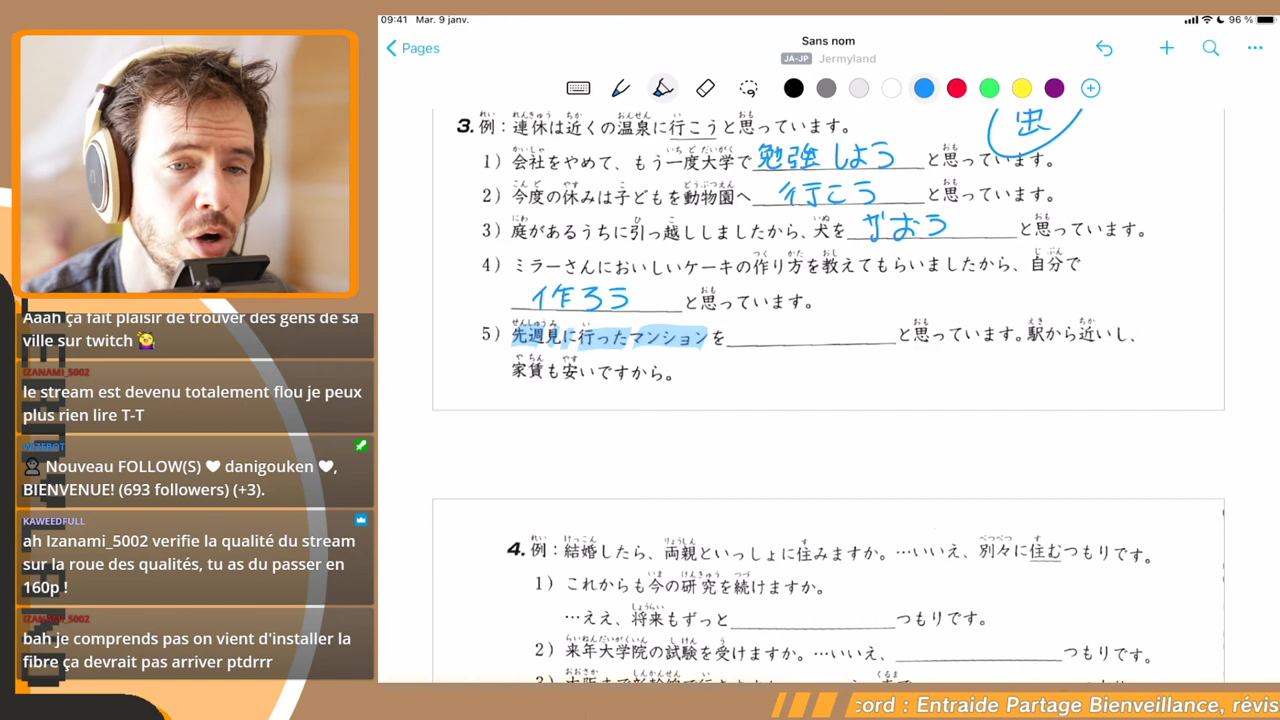 09:41 Mar. 9 janv.
96 %
Pages
Sans nom
JA-JP Jermyland
3. 例：連休は近くの温泉に行こうと思っています。
1) 会社をやめて、もう一度大学で 勉強しよう と思っています。
2) 今度の休みは子どもを動物園へ 行こう と思っています。
3) 庭があるうちに引っ越ししましたから、犬を と思っています。
4) ミラーさんにおいしいケーキの作り方を教えてもらいましたから、自分で
作ろう と思っています。
5) 先週見に行ったマンションを と思っています。駅から近いし、
家賃も安いですから。
4. 例：結婚したら、両親といっしょに住みますか。…いいえ、別々に住むつもりです。
1) これからも今の研究を続けますか。
…ええ、将来もずっと つもりです。
2) 来年大学院の試験を受けますか。…いいえ、 つもりです。
Aaah ça fait plaisir de trouver des gens de sa
ville sur twitch
IZANAMI_5002
le stream est devenu totalement flou je peux
plus rien lire T-T
WIZEBOT
Nouveau FOLLOW(S) danigouken ,
BIENVENUE! (693 followers) (+3).
KAWEEDFULL
ah Izanami_5002 verifie la qualité du stream
sur la roue des qualités, tu as du passer en
160p !
IZANAMI_5002
bah je comprends pas on vient d'installer la
fibre ça devrait pas arriver ptdrrr
cord : Entraide Partage Bienveillance, révis